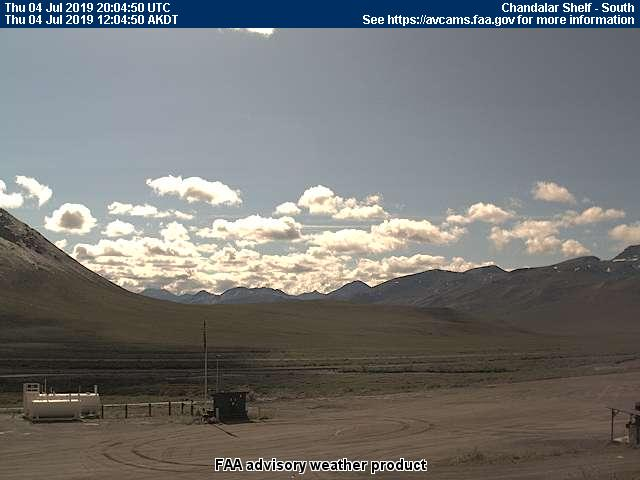 Thu 04 Jul 2019 20:04:50 UTC
Chandalar Shelf - South
Thu 04 Jul 2019 12:04:50 AKDT
See https://avcams.faa.gov for more information
FAA advisory weather product